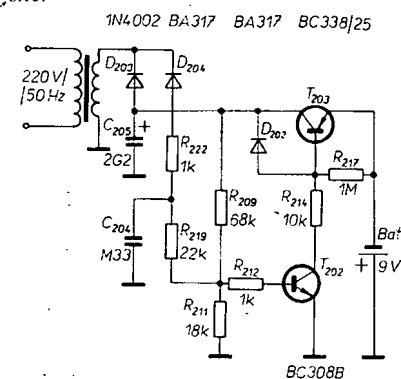 1N4002 BA317 BA317 BC338/25
D203
D204
T203
220V/
/50Hz
C205
+
2G2
R222
1k
D202
R217
1M
R209
68k
R214
10k
C204
M33
R219
22k
Bat
+
9V
R212
1k
T202
R211
18k
BC308B